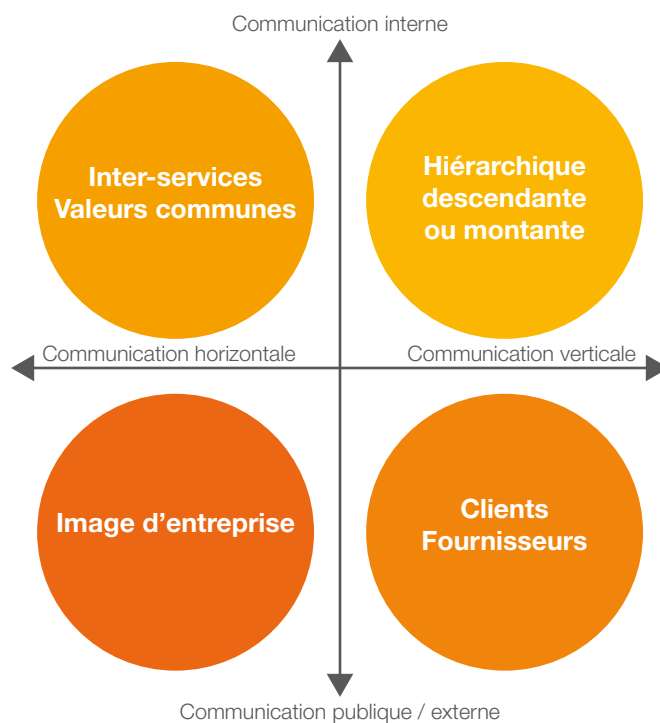 Communication interne
Inter-services
Valeurs communes
Hiérarchique
descendante
ou montante
Communication horizontale
Communication verticale
Image d’entreprise
Clients
Fournisseurs
Communication publique / externe